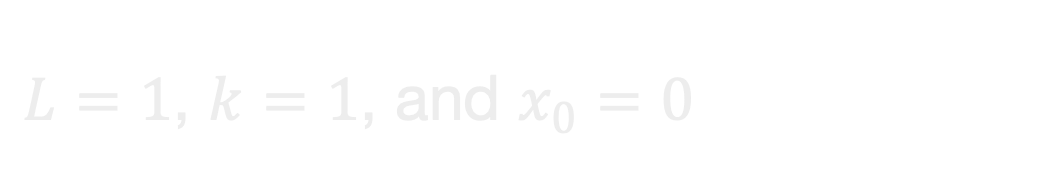 L = 1, k = 1, and x₀ = 0